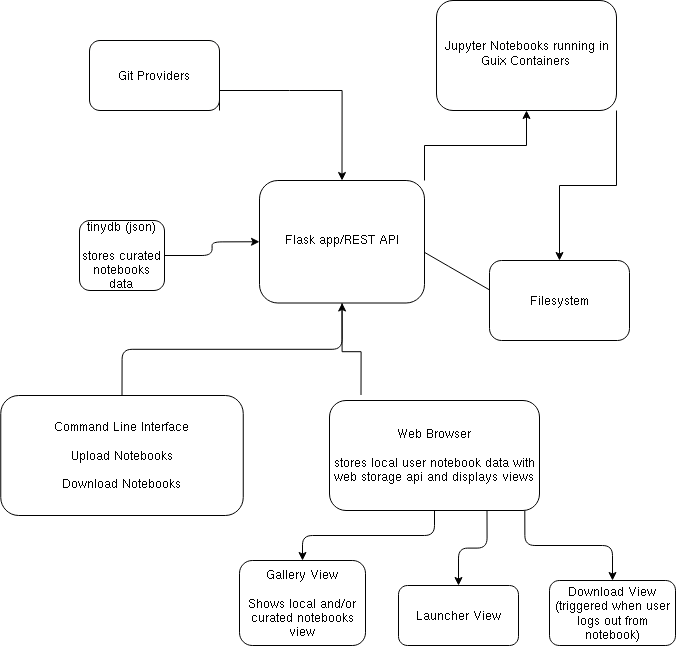 Jupyter Notebooks running in
Guix Containers
Git Providers
tinydb (json)
stores curated
notebooks
data
Flask app/REST API
Filesystem
Command Line Interface
Upload Notebooks
Download Notebooks
Web Browser
stores local user notebook data with
web storage api and displays views
Gallery View
Shows local and/or
curated notebooks
view
Launcher View
Download View
(triggered when user
logs out from
notebook)